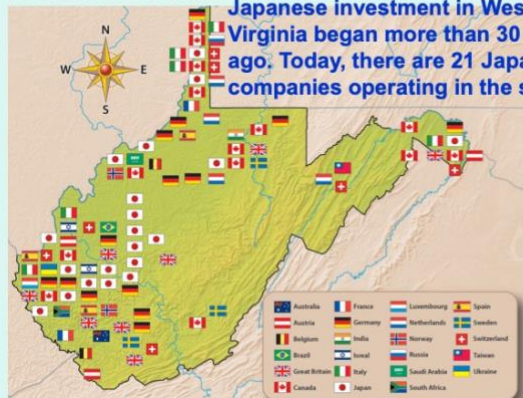 Japanese investment in Wes
Virginia began more than 30
ago. Today, there are 21 Japa
companies operating in the s
N
W E
S
Australia France Luxembourg Spain
Austria Germany Netherlands Sweden
Belgium India Norway Switzerland
Brazil Isreal Russia Taiwan
Great Britain Italy Saudi Arabia Ukraine
Canada Japan South Africa